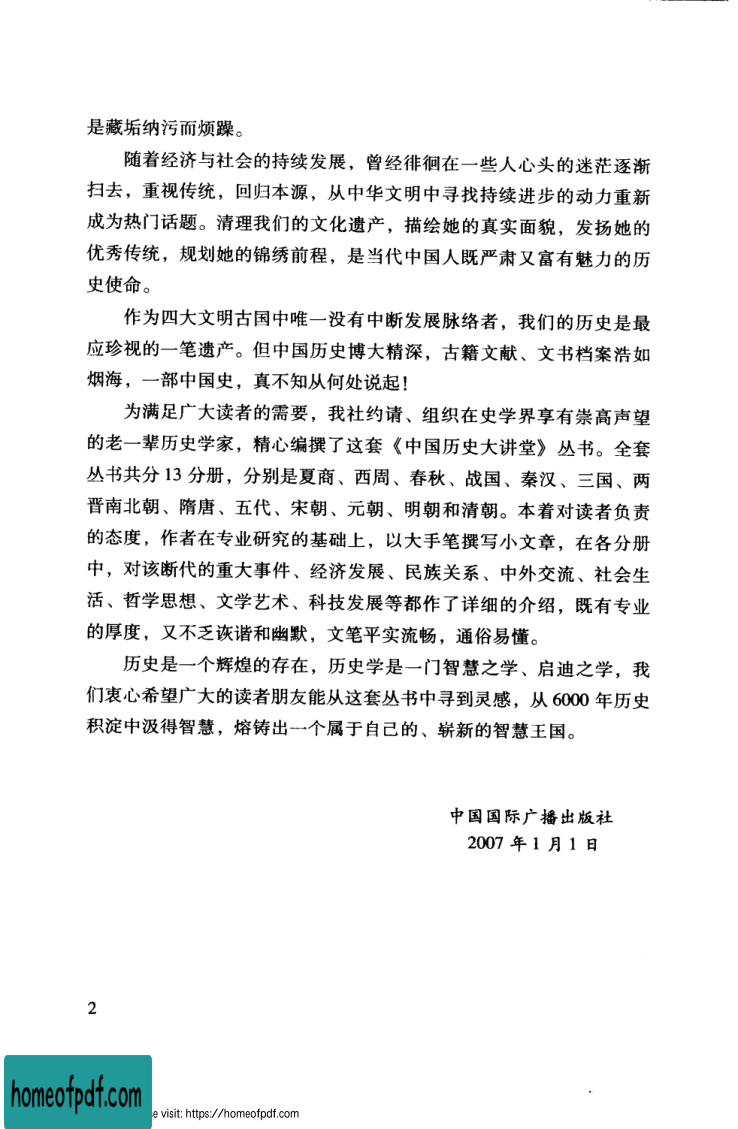 是藏垢纳污而烦躁。
随着经济与社会的持续发展，曾经徘徊在一些人心头的迷茫逐渐
扫去，重视传统，回归本源，从中华文明中寻找持续进步的动力重新
成为热门话题。清理我们的文化遗产，描绘她的真实面貌，发扬她的
优秀传统，规划她的锦绣前程，是当代中国人既严肃又富有魅力的历
史使命。
作为四大文明古国中唯一没有中断发展脉络者，我们的历史是最
应珍视的一笔遗产。但中国历史博大精深，古籍文献、文书档案浩如
烟海，一部中国史，真不知从何处说起！
为满足广大读者的需要，我社约请、组织在史学界享有崇高声望
的老一辈历史学家，精心编撰了这套《中国历史大讲堂》丛书。全套
丛书共分 13 分册，分别是夏商、西周、春秋、战国、秦汉、三国、两
晋南北朝、隋唐、五代、宋朝、元朝、明朝和清朝。本着对读者负责
的态度，作者在专业研究的基础上，以大手笔撰写小文章，在各分册
中，对该断代的重大事件、经济发展、民族关系、中外交流、社会生
活、哲学思想、文学艺术、科技发展等都作了详细的介绍，既有专业
的厚度，又不乏诙谐和幽默，文笔平实流畅，通俗易懂。
历史是一个辉煌的存在，历史学是一门智慧之学、启迪之学，我
们衷心希望广大的读者朋友能从这套丛书中寻到灵感，从 6000 年历史
积淀中汲得智慧，熔铸出一个属于自己的、崭新的智慧王国。
中国国际广播出版社
2007 年 1 月 1 日
2
homeofpdf.com
e visit: https://homeofpdf.com